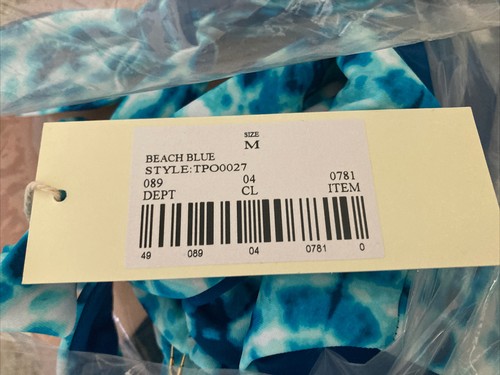 SIZE
M
BEACH BLUE
STYLE:TPO0027
089 04 0781
DEPT CL ITEM
49 089 04 0781 0